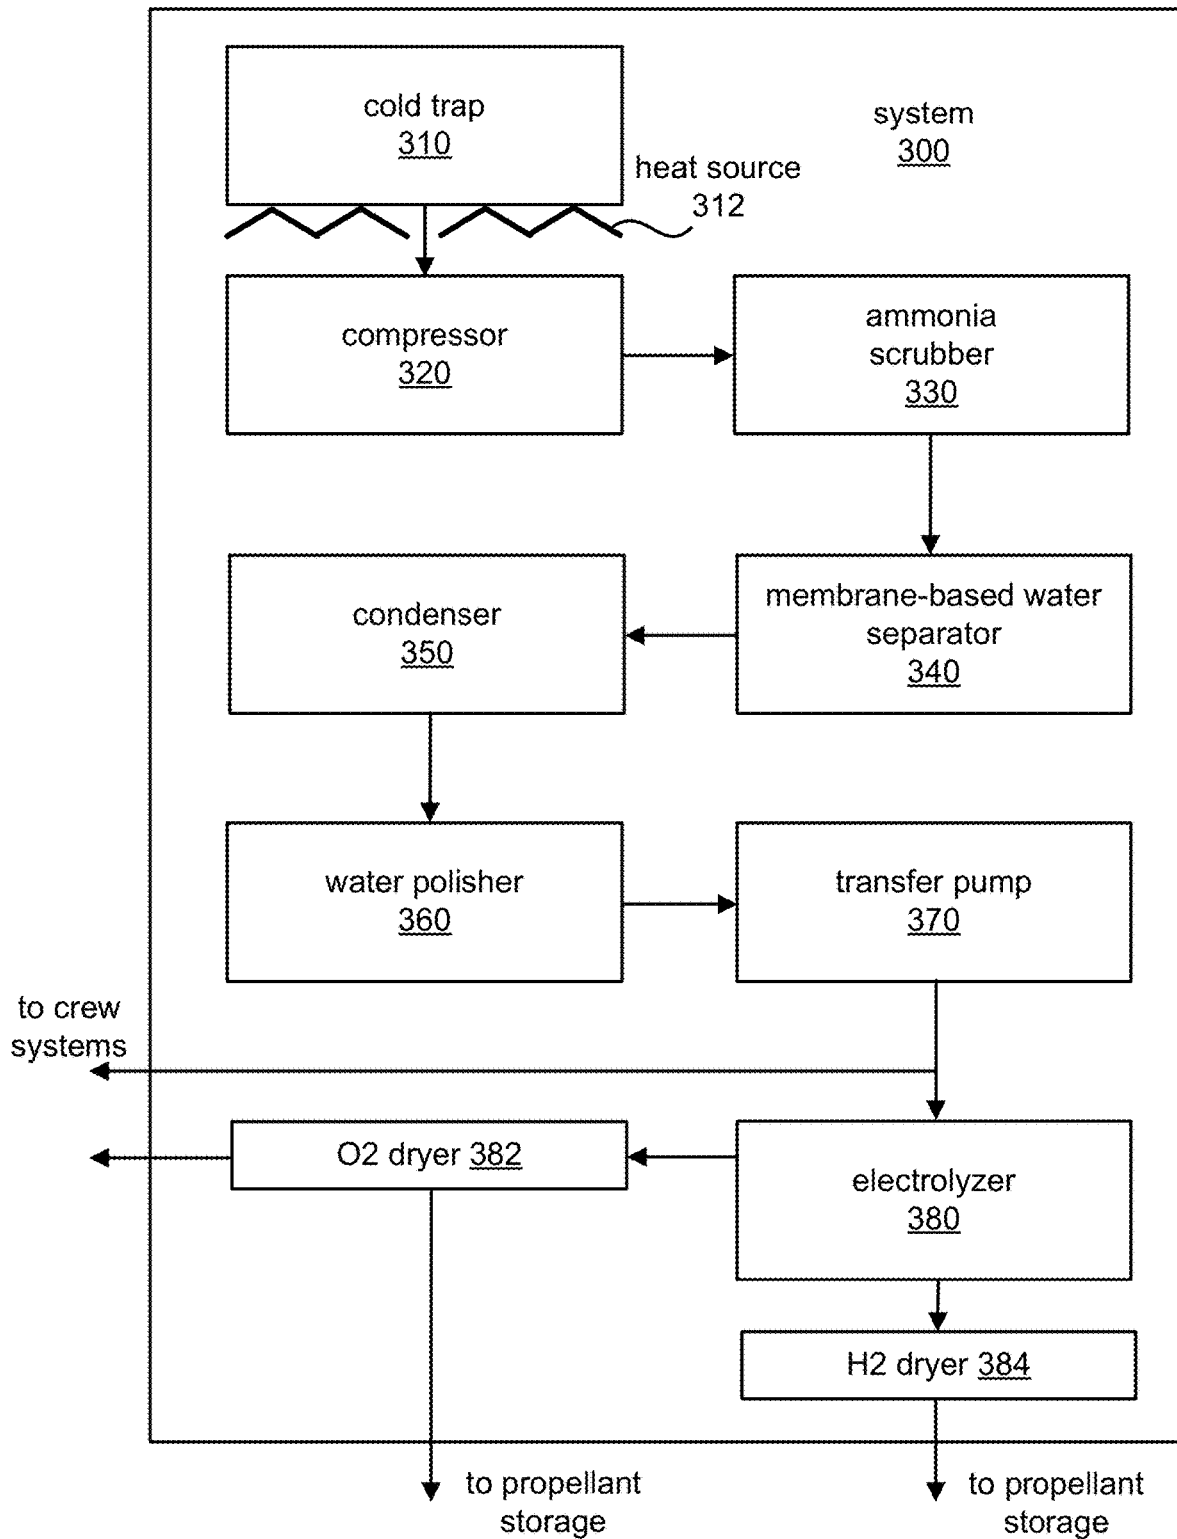 cold trap
310
system
300
heat source
312
compressor
320
ammonia
scrubber
330
condenser
350
membrane-based water
separator
340
water polisher
360
transfer pump
370
to crew
systems
O2 dryer 382
electrolyzer
380
H2 dryer 384
to propellant
storage
to propellant
storage